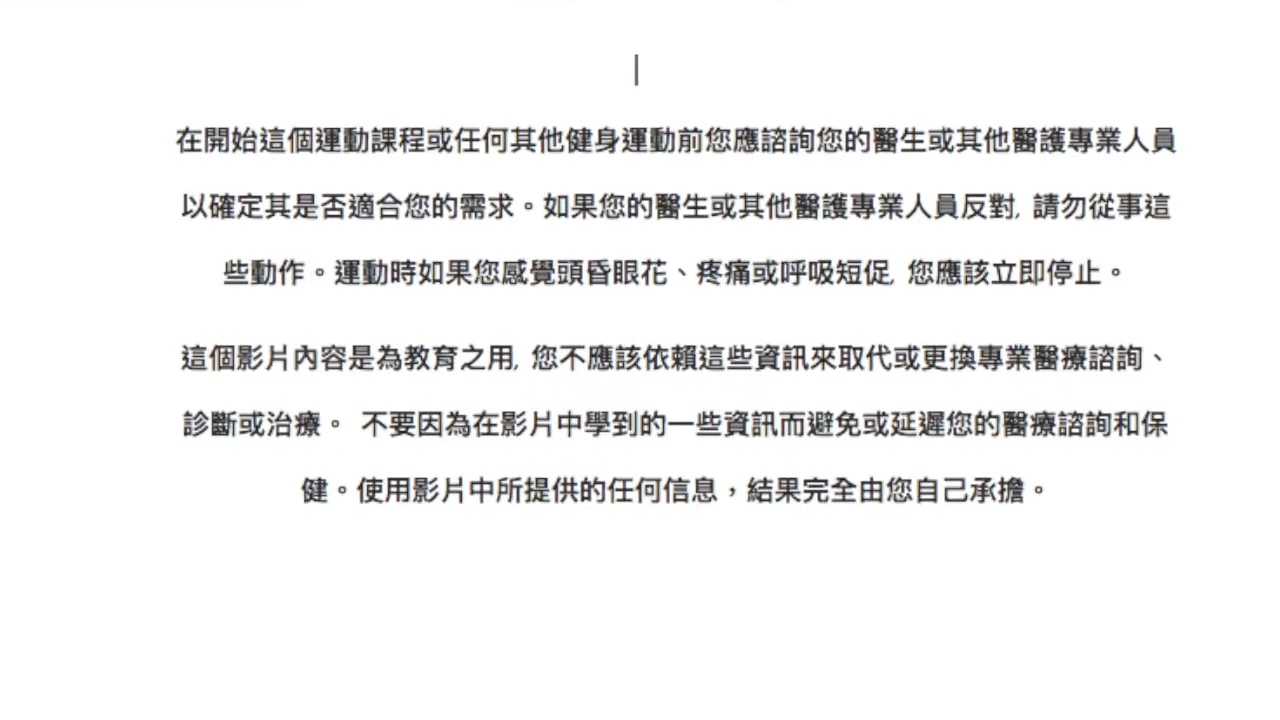 在開始這個運動課程或任何其他健身運動前您應諮詢您的醫生或其他醫護專業人員
以確定其是否適合您的需求。如果您的醫生或其他醫護專業人員反對, 請勿從事這
些動作。運動時如果您感覺頭昏眼花、疼痛或呼吸短促, 您應該立即停止。
這個影片內容是為教育之用, 您不應該依賴這些資訊來取代或更換專業醫療諮詢、
診斷或治療。 不要因為在影片中學到的一些資訊而避免或延遲您的醫療諮詢和保
健。使用影片中所提供的任何信息，結果完全由您自己承擔。